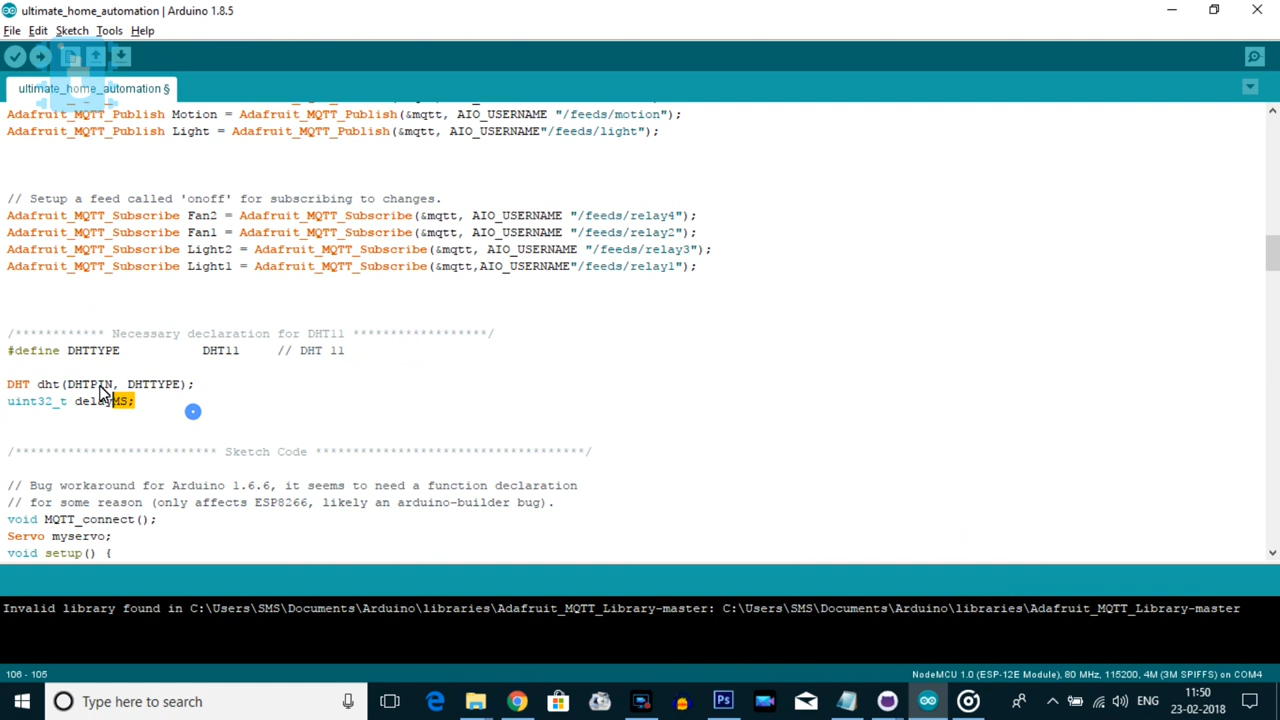 ultimate_home_automation | Arduino 1.8.5
File Edit Sketch Tools Help
ultimate_home_automation §
Adafruit_MQTT_Publish Motion = Adafruit_MQTT_Publish(&mqtt, AIO_USERNAME "/feeds/motion");
Adafruit_MQTT_Publish Light = Adafruit_MQTT_Publish(&mqtt, AIO_USERNAME"/feeds/light");
// Setup a feed called 'onoff' for subscribing to changes.
Adafruit_MQTT_Subscribe Fan2 = Adafruit_MQTT_Subscribe(&mqtt, AIO_USERNAME "/feeds/relay4");
Adafruit_MQTT_Subscribe Fan1 = Adafruit_MQTT_Subscribe(&mqtt, AIO_USERNAME "/feeds/relay2");
Adafruit_MQTT_Subscribe Light2 = Adafruit_MQTT_Subscribe(&mqtt, AIO_USERNAME "/feeds/relay3");
Adafruit_MQTT_Subscribe Light1 = Adafruit_MQTT_Subscribe(&mqtt,AIO_USERNAME"/feeds/relay1");
/************ Necessary declaration for DHT11 ******************/
#define DHTTYPE DHT11 // DHT 11
DHT dht(DHTPIN, DHTTYPE);
uint32_t delayMS;
/*************************** Sketch Code ************************************/
// Bug workaround for Arduino 1.6.6, it seems to need a function declaration
// for some reason (only affects ESP8266, likely an arduino-builder bug).
void MQTT_connect();
Servo myservo;
void setup() {
Invalid library found in C:\Users\SMS\Documents\Arduino\libraries\Adafruit_MQTT_Library-master: C:\Users\SMS\Documents\Arduino\libraries\Adafruit_MQTT_Library-master
106 - 105
NodeMCU 1.0 (ESP-12E Module), 80 MHz, 115200, 4M (3M SPIFFS) on COM4
Type here to search
Ps
ENG
11:50
23-02-2018